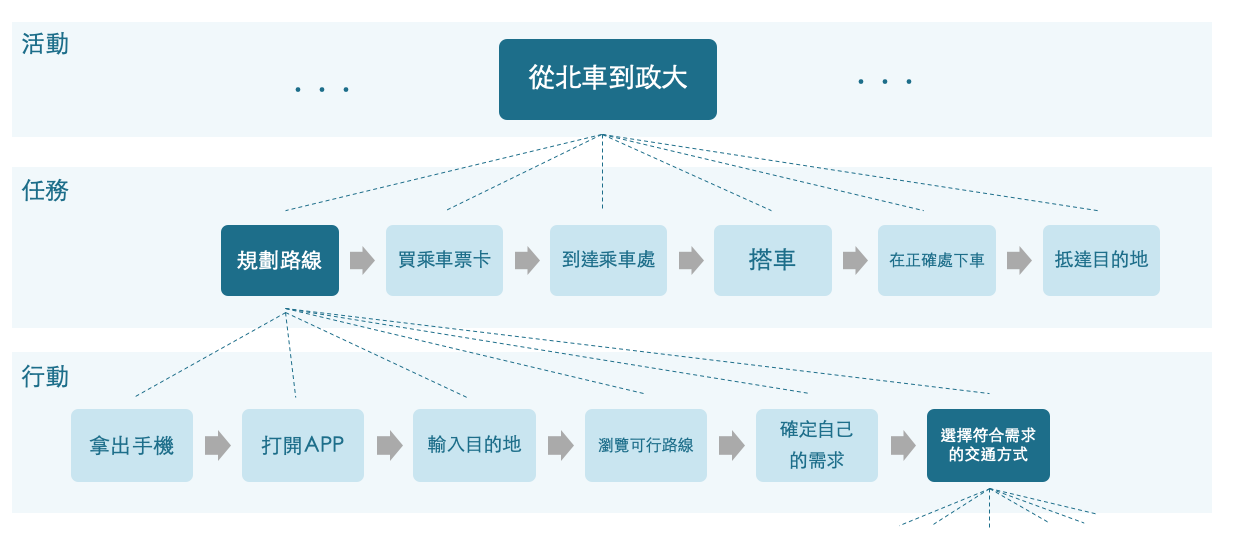 活動
從北車到政大
任務
規劃路線
買乘車票卡
到達乘車處
搭車
在正確處下車
抵達目的地
行動
拿出手機
打開APP
輸入目的地
瀏覽可行路線
確定自己
的需求
選擇符合需求
的交通方式